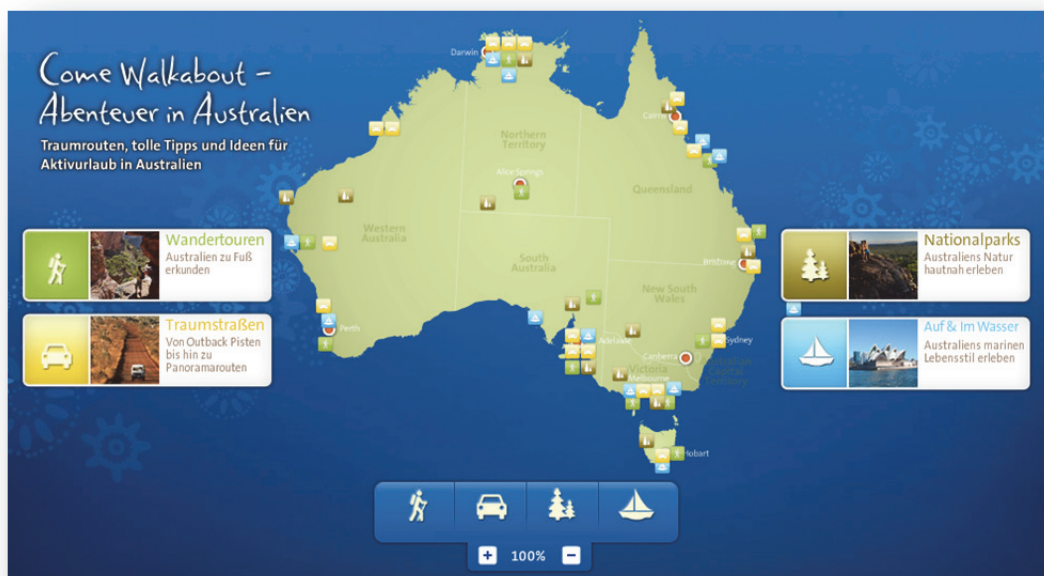 Come Walkabout –
Abenteuer in Australien
Traumrouten, tolle Tipps und Ideen für
Aktivurlaub in Australien
Darwin
Cairns
Northern
Territory
Alice Springs
Queensland
Western
Australia
South
Australia
Brisbane
New South
Wales
Perth
Adelaide
Sydney
Canberra
Australian
Capital
Territory
Victoria
Melbourne
Hobart
Wandertouren
Australien zu Fuß
erkunden
Traumstraßen
Von Outback Pisten
bis hin zu
Panoramarouten
Nationalparks
Australiens Natur
hautnah erleben
Auf & Im Wasser
Australiens marinen
Lebensstil erleben
+ 100% –